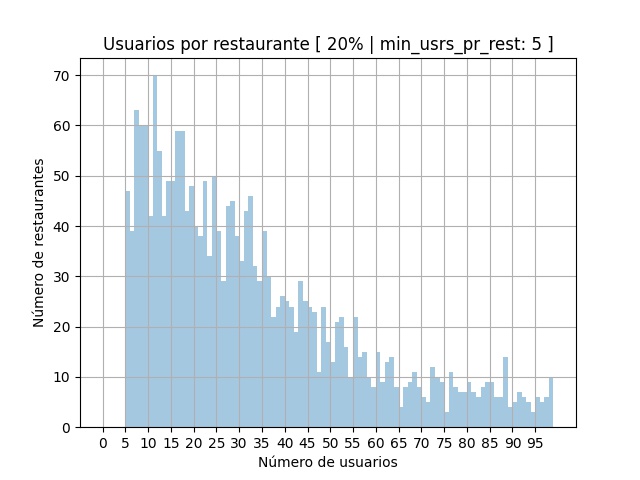 Usuarios por restaurante [ 20% | min_usrs_pr_rest: 5 ]
Número de restaurantes
70
60
50
40
30
20
10
0
0 5 10 15 20 25 30 35 40 45 50 55 60 65 70 75 80 85 90 95
Número de usuarios